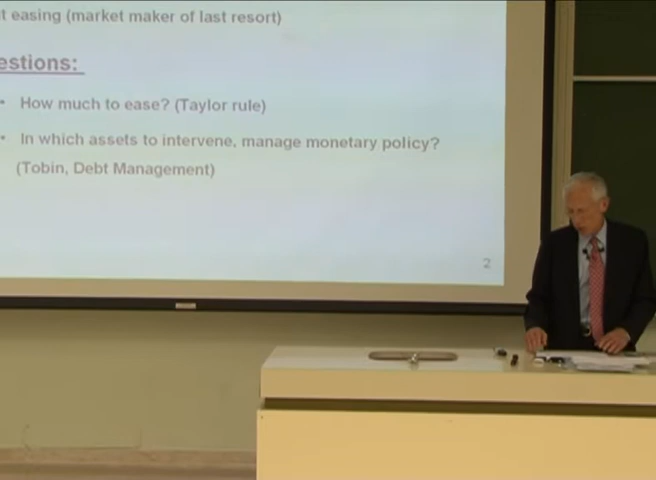 t easing (market maker of last resort)
estions:
• How much to ease? (Taylor rule)
• In which assets to intervene, manage monetary policy?
(Tobin, Debt Management)
2